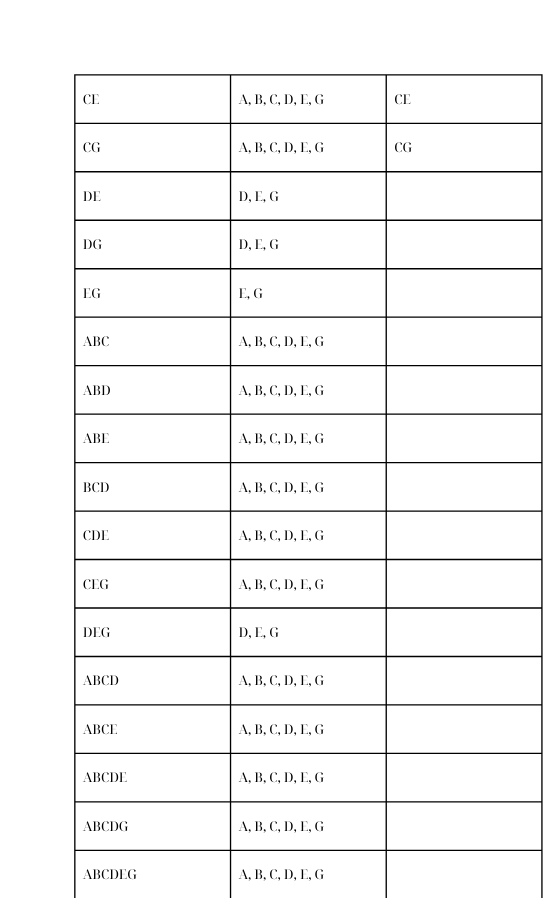 CE A, B, C, D, E, G CE
CG A, B, C, D, E, G CG
DE D, E, G
DG D, E, G
EG E, G
ABC A, B, C, D, E, G
ABD A, B, C, D, E, G
ABE A, B, C, D, E, G
BCD A, B, C, D, E, G
CDE A, B, C, D, E, G
CEG A, B, C, D, E, G
DEG D, E, G
ABCD A, B, C, D, E, G
ABCE A, B, C, D, E, G
ABCDE A, B, C, D, E, G
ABCDG A, B, C, D, E, G
ABCDEG A, B, C, D, E, G